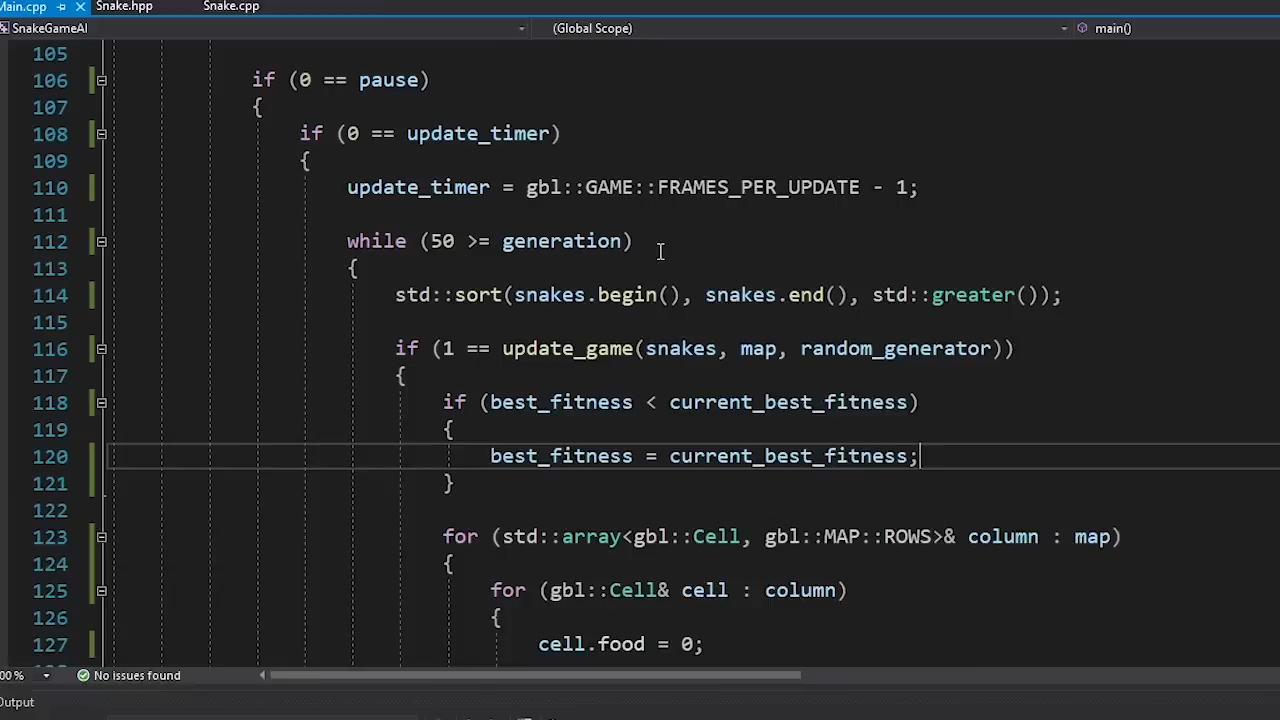 Main.cpp Snake.hpp Snake.cpp
SnakeGameAI (Global Scope) main()
105
106 if (0 == pause)
107 {
108 if (0 == update_timer)
109 {
110 update_timer = gbl::GAME::FRAMES_PER_UPDATE - 1;
111
112 while (50 >= generation)
113 {
114 std::sort(snakes.begin(), snakes.end(), std::greater());
115
116 if (1 == update_game(snakes, map, random_generator))
117 {
118 if (best_fitness < current_best_fitness)
119 {
120 best_fitness = current_best_fitness;
121 }
122
123 for (std::array<gbl::Cell, gbl::MAP::ROWS>& column : map)
124 {
125 for (gbl::Cell& cell : column)
126 {
127 cell.food = 0;
00 % No issues found
Output